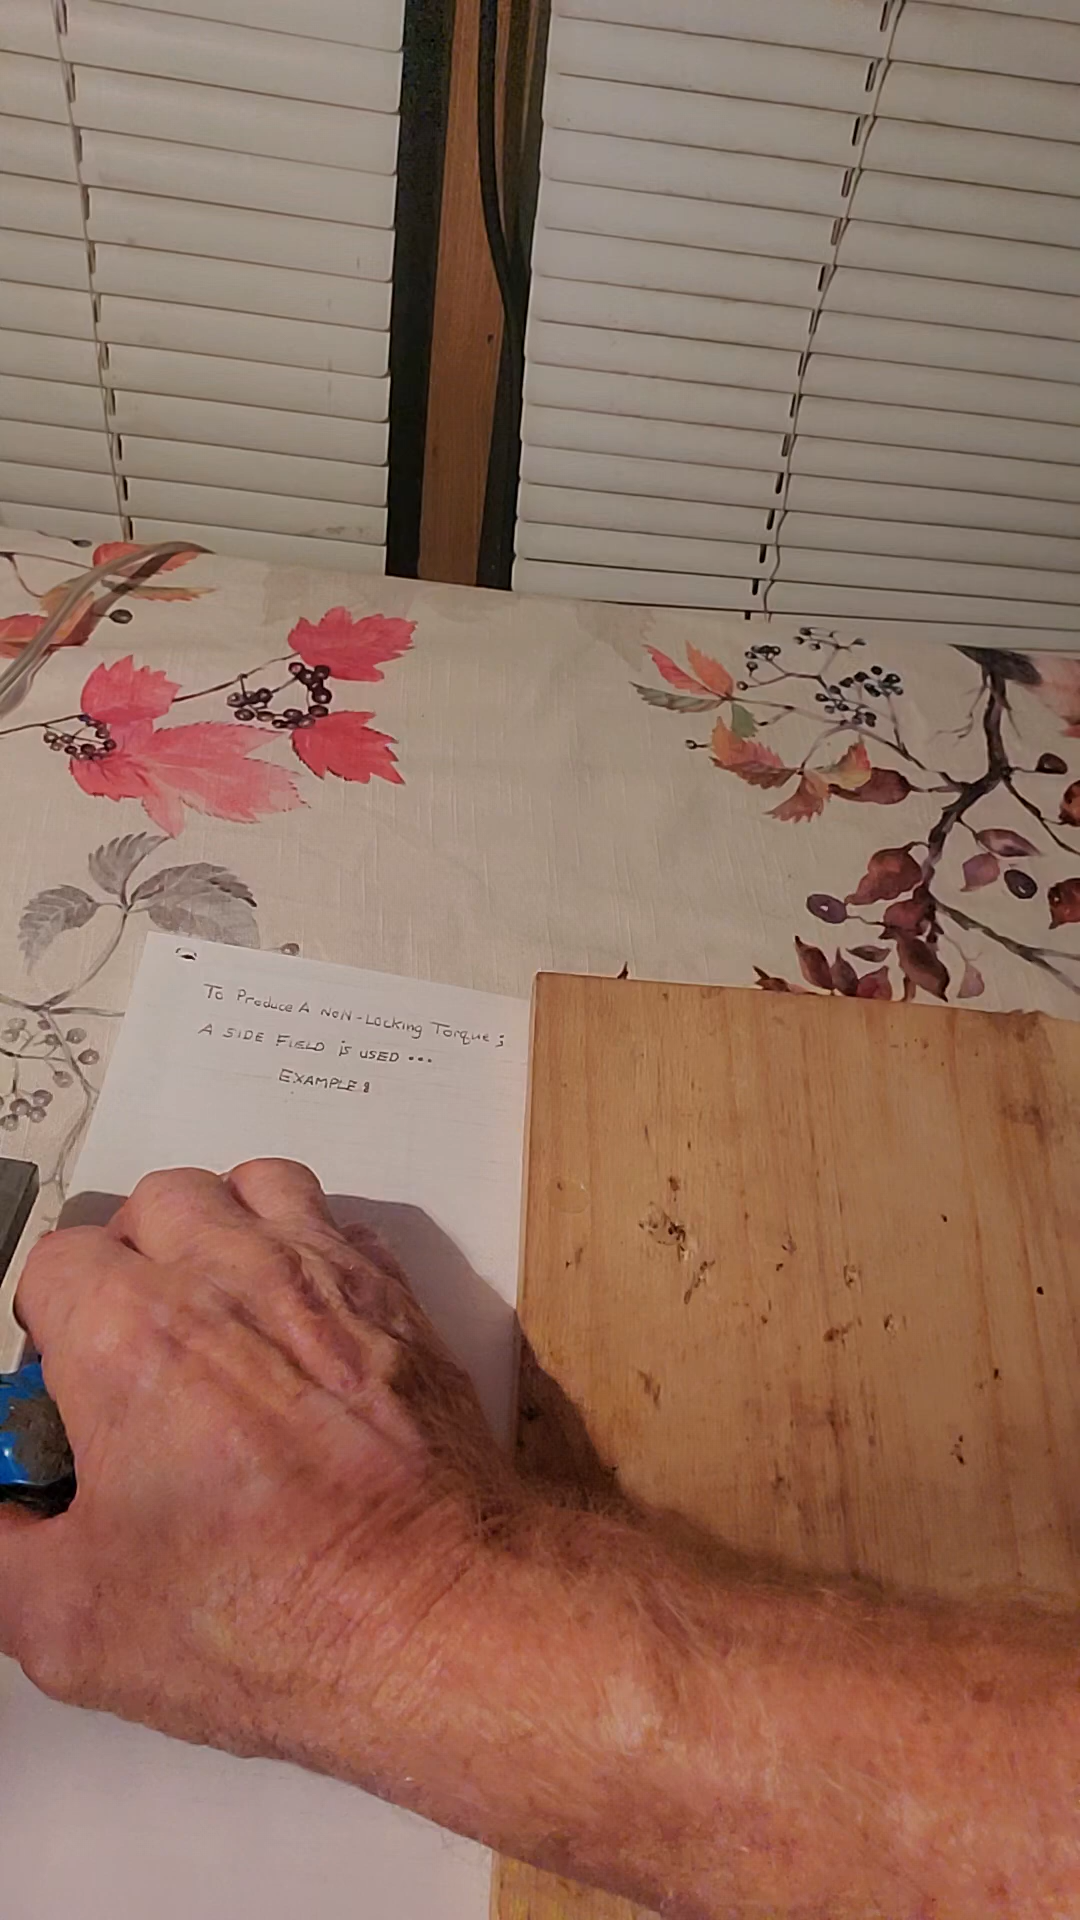 To Produce A NoN-Locking Torque;
A SIDE FIELD is USED...
EXAMPLE: